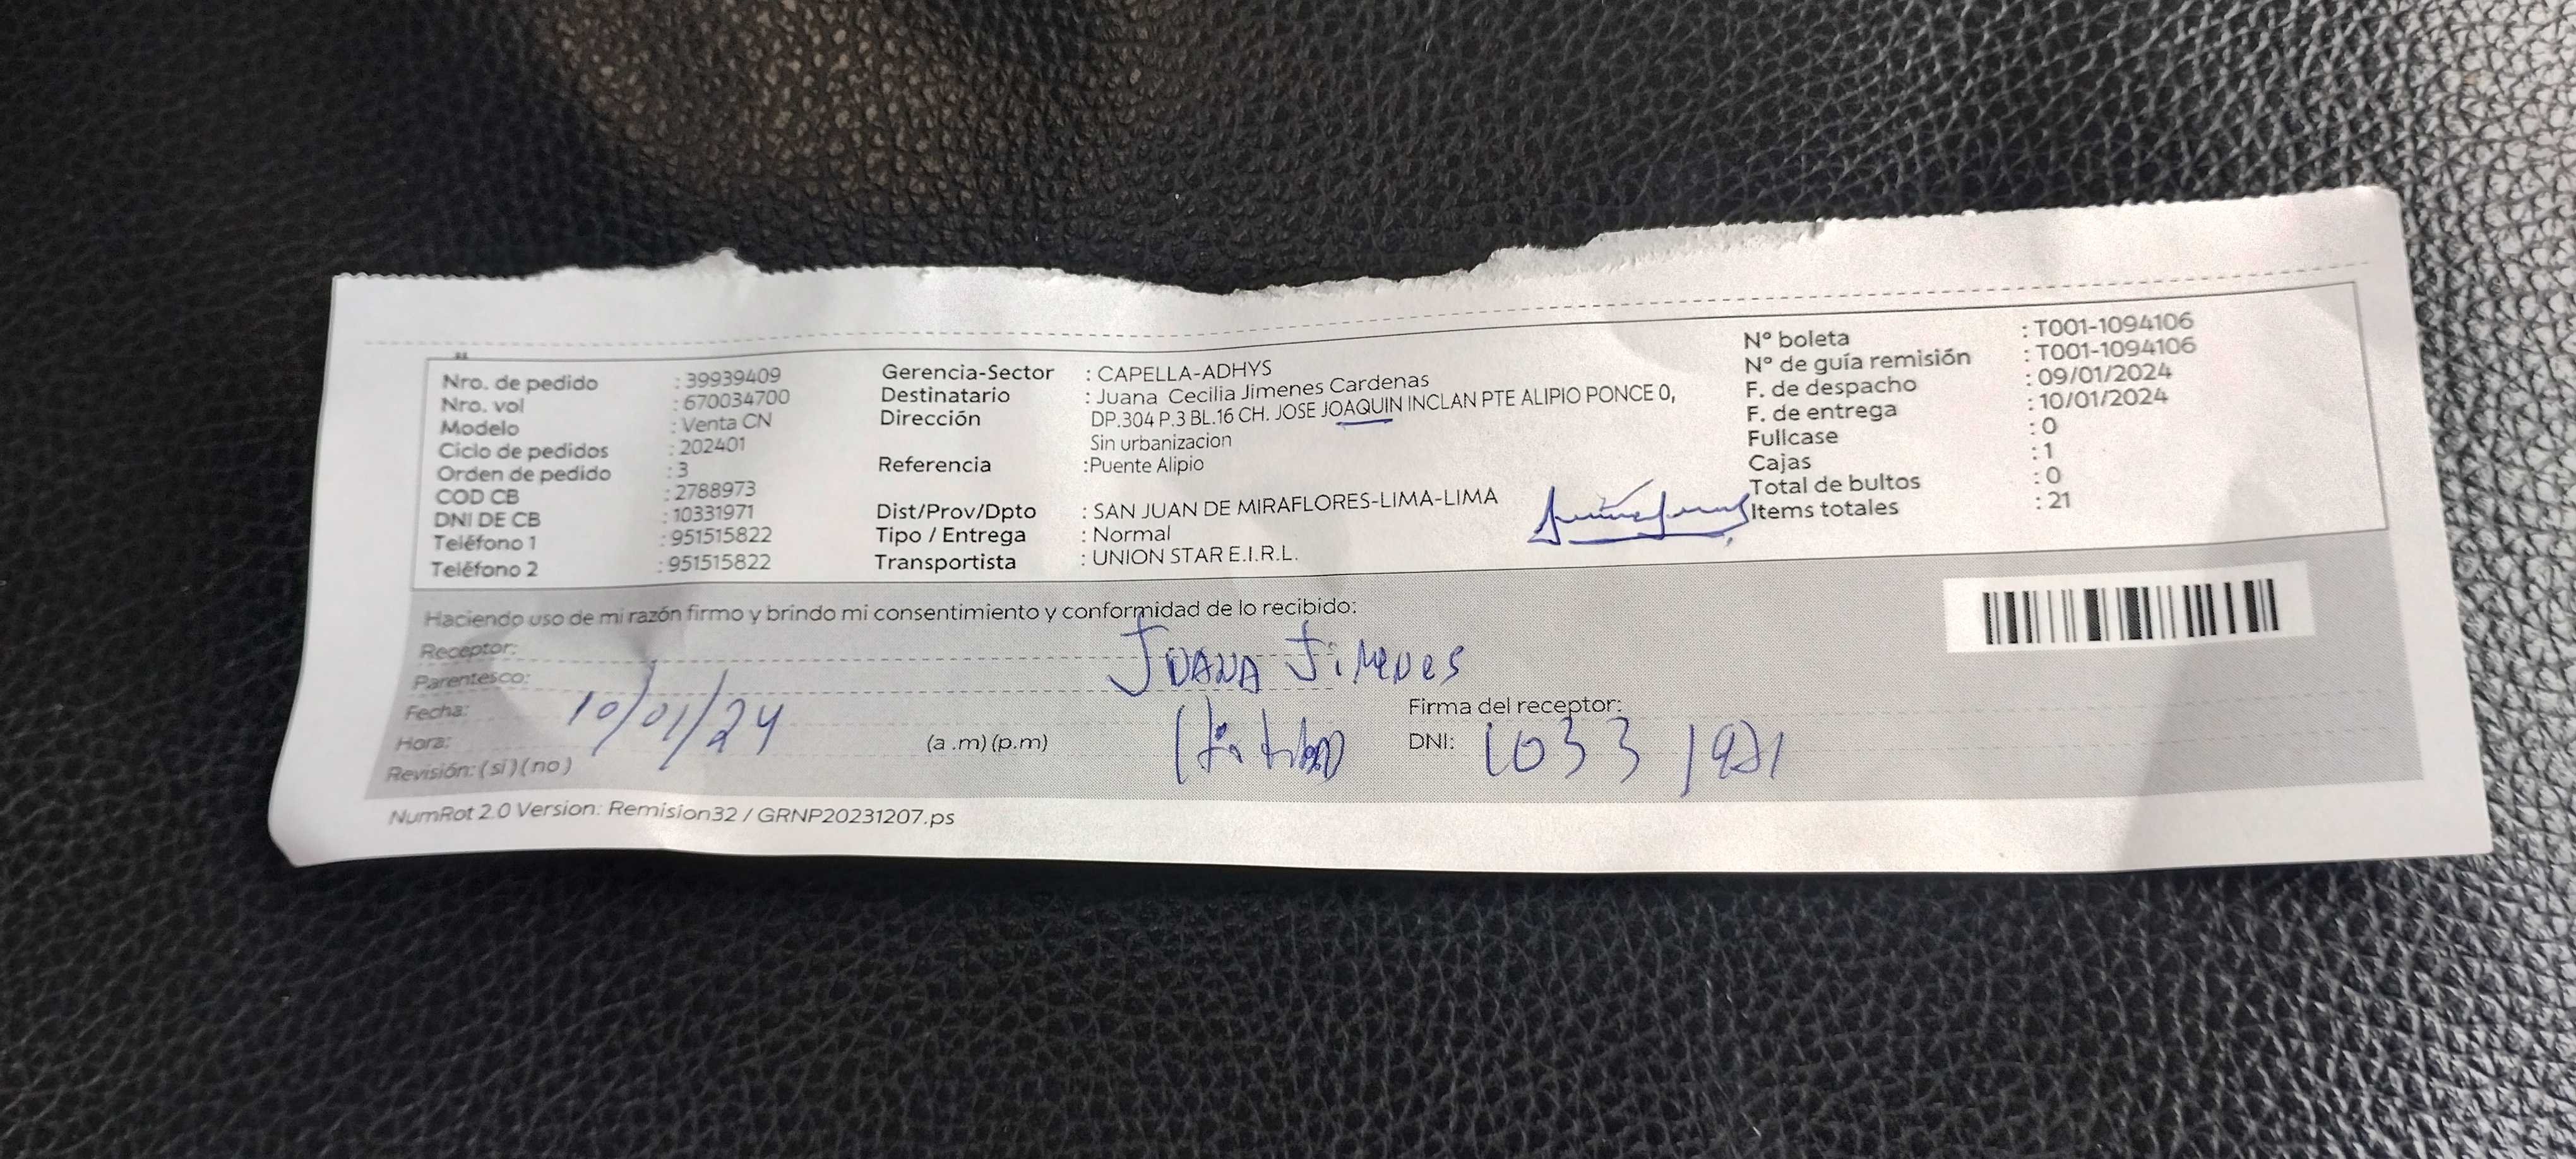 Nro. de pedido : 39939409
Nro. vol : 670034700
Modelo : Venta CN
Ciclo de pedidos : 202401
Orden de pedido : 3
COD CB : 2788973
DNI DE CB : 10331971
Teléfono 1 : 951515822
Teléfono 2 : 951515822
Gerencia-Sector : CAPELLA-ADHYS
Destinatario : Juana Cecilia Jimenes Cardenas
Dirección DP.304 P.3 BL.16 CH. JOSE JOAQUIN INCLAN PTE ALIPIO PONCE 0,
Sin urbanizacion
Referencia :Puente Alipio
Dist/Prov/Dpto : SAN JUAN DE MIRAFLORES-LIMA-LIMA
Tipo / Entrega : Normal
Transportista : UNION STAR E.I.R.L.
N° boleta : T001-1094106
N° de guía remisión : T001-1094106
F. de despacho : 09/01/2024
F. de entrega : 10/01/2024
Fullcase : 0
Cajas : 1
Total de bultos : 0
Items totales : 21
Haciendo uso de mi razón firmo y brindo mi consentimiento y conformidad de lo recibido:
Receptor: JUANA JiMENES
Parentesco:
Fecha: 10/01/24
Hora: (a .m) (p.m)
Revisión: (si) (no)
Firma del receptor:
DNI: 10331971
NumRot 2.0 Version: Remision32 / GRNP20231207.ps